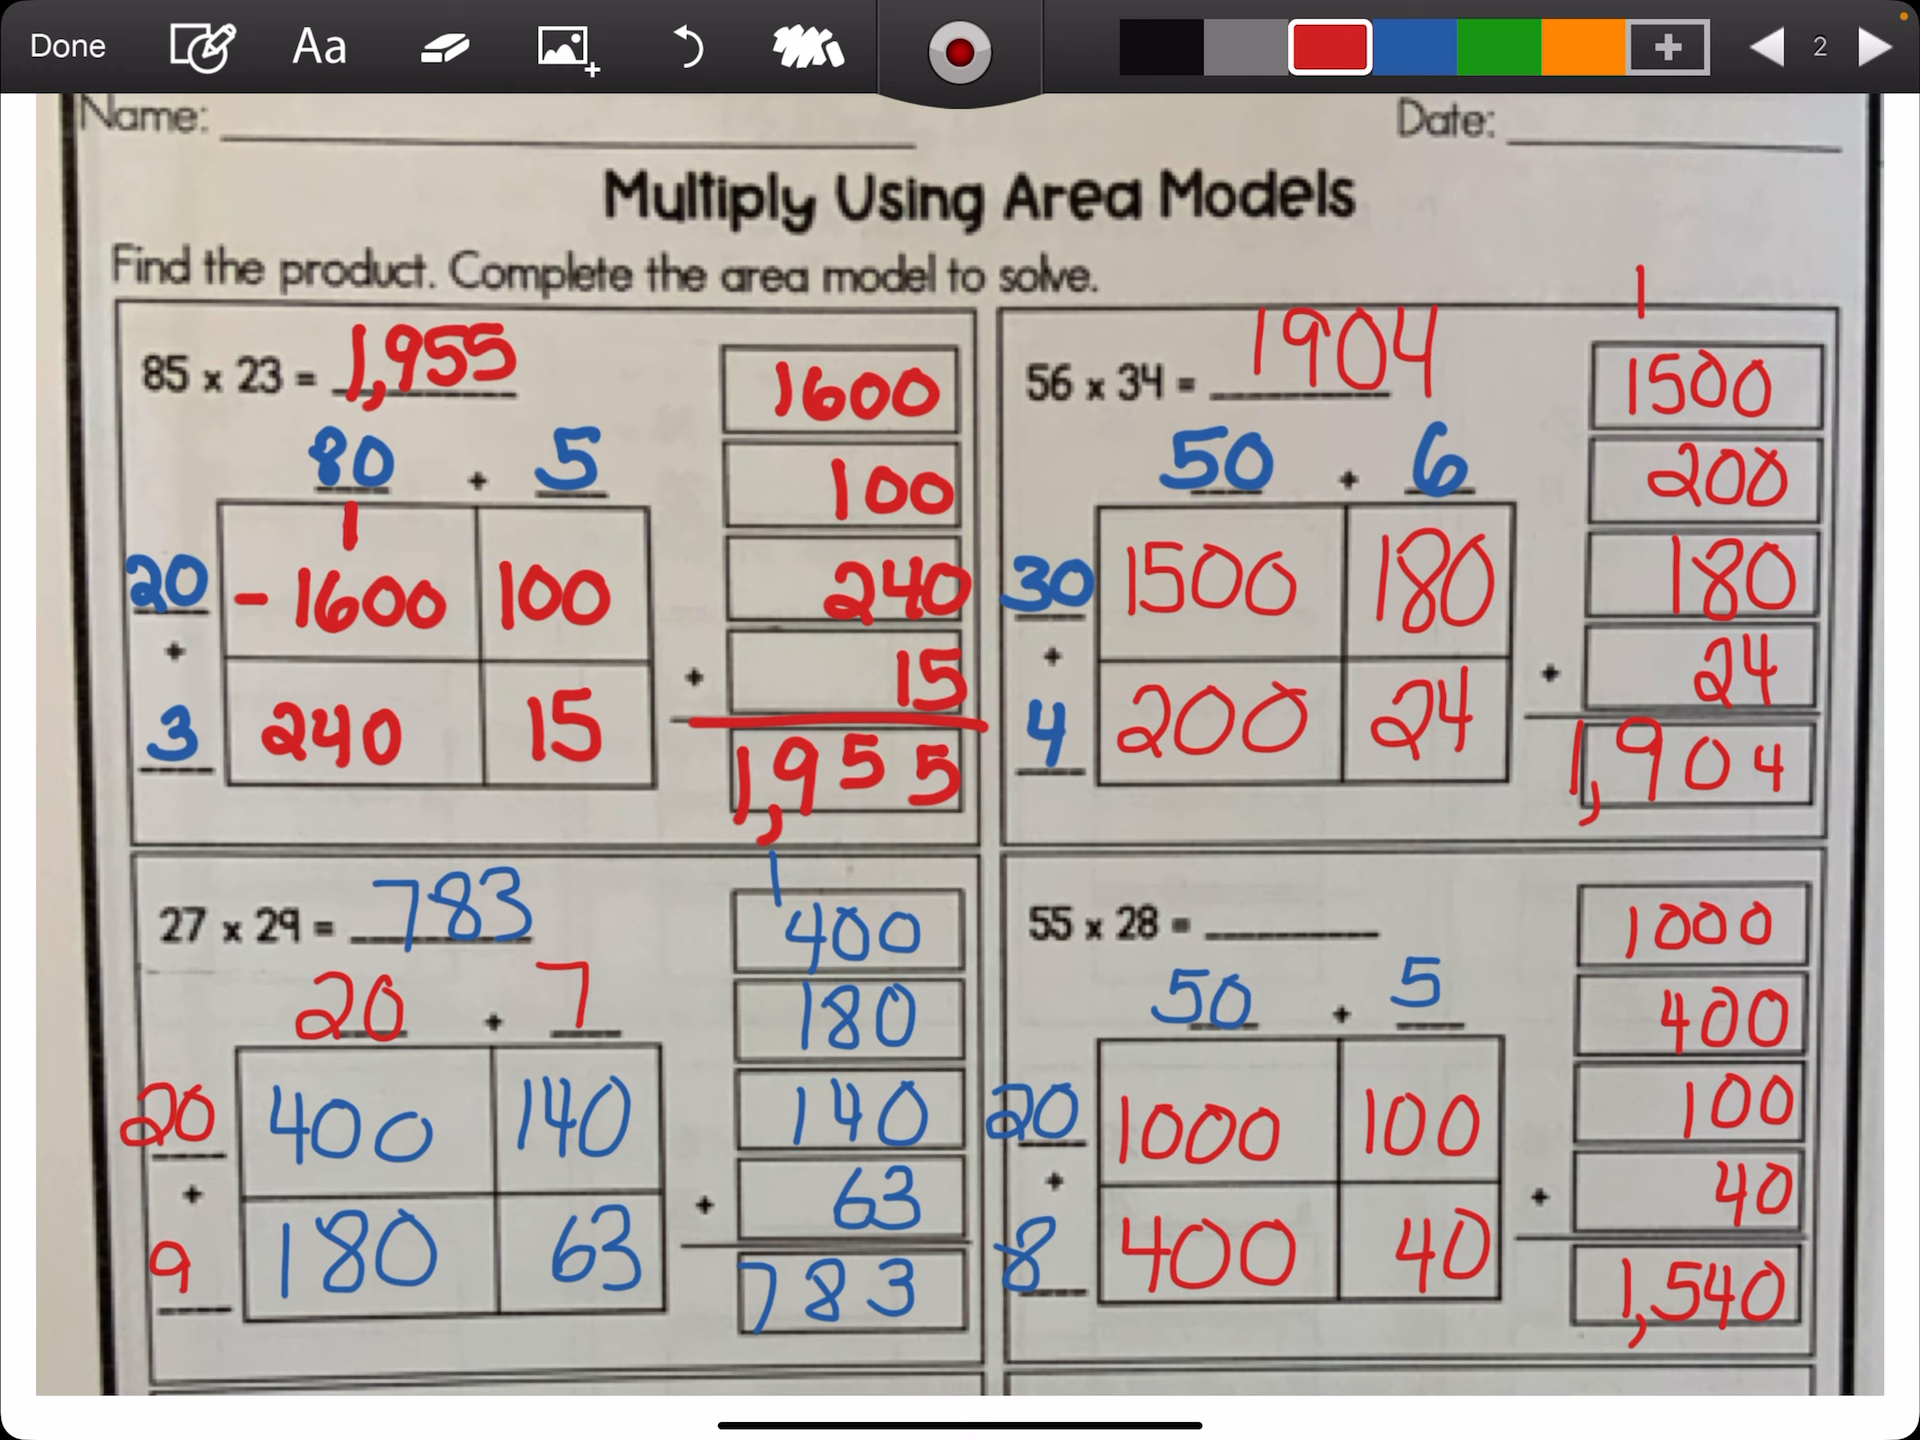 Done Aa 2
Name: Date:
Multiply Using Area Models
Find the product. Complete the area model to solve.
85 x 23 = 1,955
80 + 5
1
20 - 1600 100
+
3 240 15
1600
100
240
+ 15
1,955
56 x 34 = 1904
50 + 6
30 1500 180
+
4 200 24
1
1500
200
180
+ 24
1,904
27 x 29 = 783
20 + 7
20 400 140
+
9 180 63
1
400
180
140
+ 63
783
55 x 28 =
50 + 5
20 1000 100
+
8 400 40
1000
400
100
+ 40
1,540